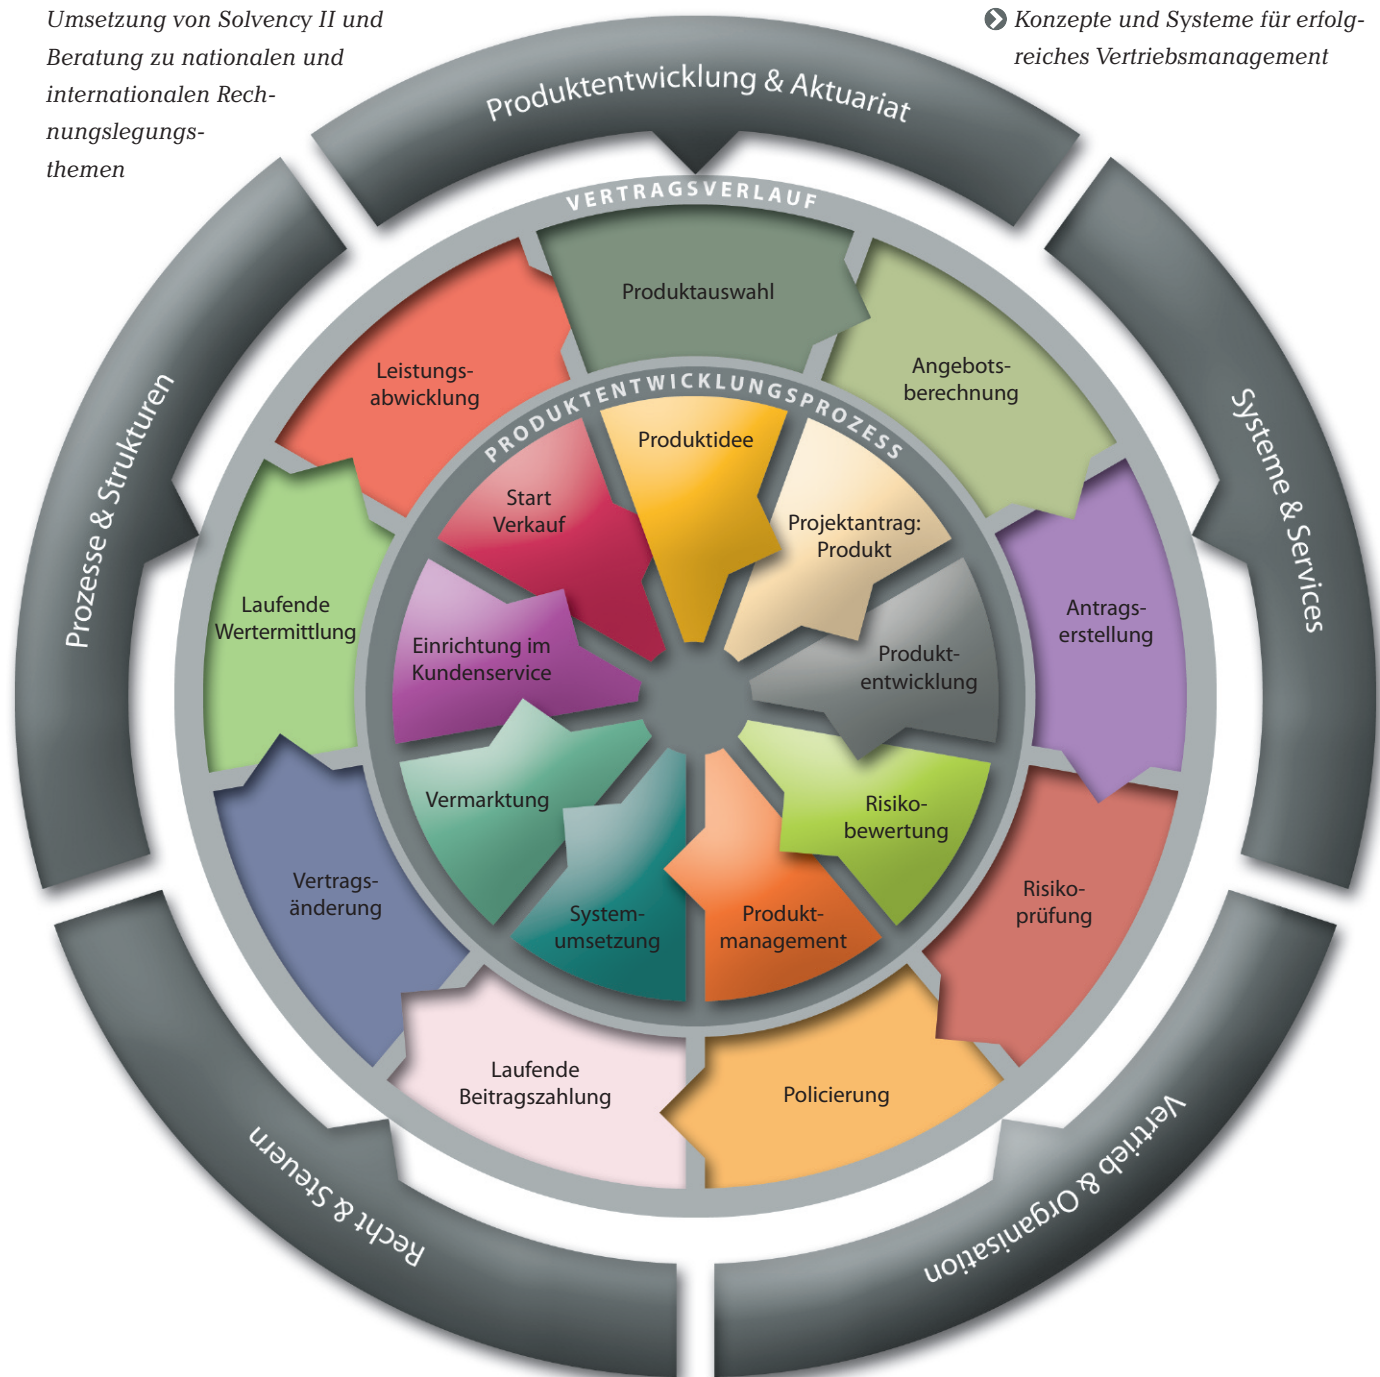 Umsetzung von Solvency II und
Beratung zu nationalen und
internationalen Rech-
nungslegungs-
themen
Konzepte und Systeme für erfolg-
reiches Vertriebsmanagement
Produktentwicklung & Aktuariat
Systeme & Services
Vertrieb & Organisation
Recht & Steuern
Prozesse & Strukturen
VERTRAGSVERLAUF
Produktauswahl
Angebots-
berechnung
Antrags-
erstellung
Risiko-
prüfung
Policierung
Laufende
Beitragszahlung
Vertrags-
änderung
Laufende
Wertermittlung
Leistungs-
abwicklung
PRODUKTENTWICKLUNGSPROZESS
Produktidee
Projektantrag:
Produkt
Produkt-
entwicklung
Risiko-
bewertung
Produkt-
management
System-
umsetzung
Vermarktung
Einrichtung im
Kundenservice
Start
Verkauf